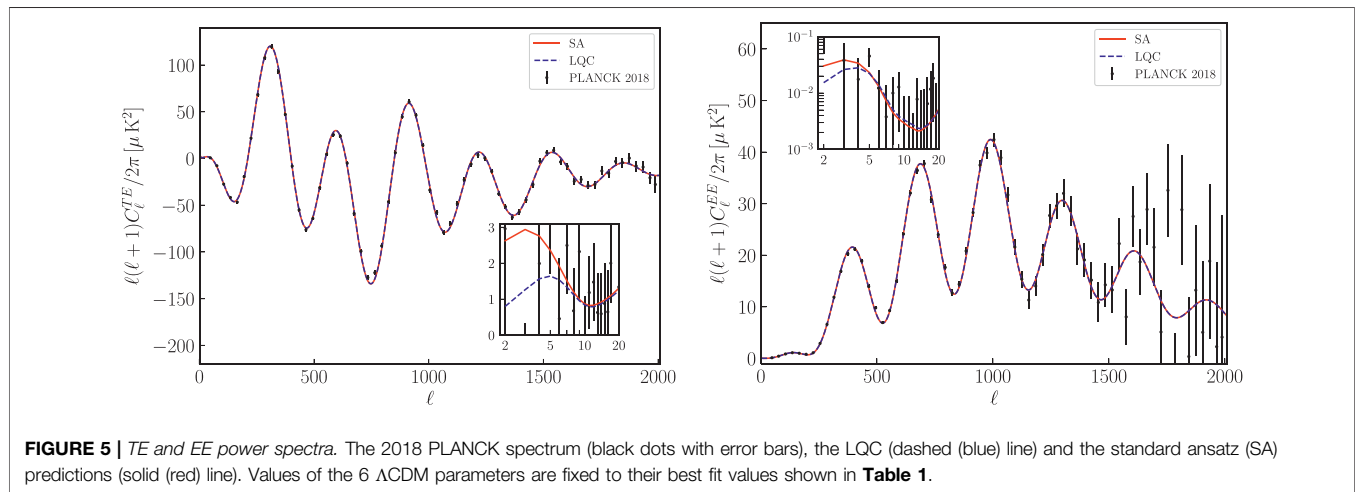 100
50
0
−50
−100
−150
−200
ℓ(ℓ + 1)C_ℓ^{TE}/2π [μ K²]
SA
LQC
PLANCK 2018
3
2
1
0
2 5 10 20
0 500 1000 1500 2000
ℓ
60
50
40
30
20
10
0
ℓ(ℓ + 1)C_ℓ^{EE}/2π [μ K²]
10⁻¹
10⁻²
10⁻³
2 5 10 20
SA
LQC
PLANCK 2018
0 500 1000 1500 2000
ℓ
FIGURE 5 | TE and EE power spectra. The 2018 PLANCK spectrum (black dots with error bars), the LQC (dashed (blue) line) and the standard ansatz (SA)
predictions (solid (red) line). Values of the 6 ΛCDM parameters are fixed to their best fit values shown in Table 1.